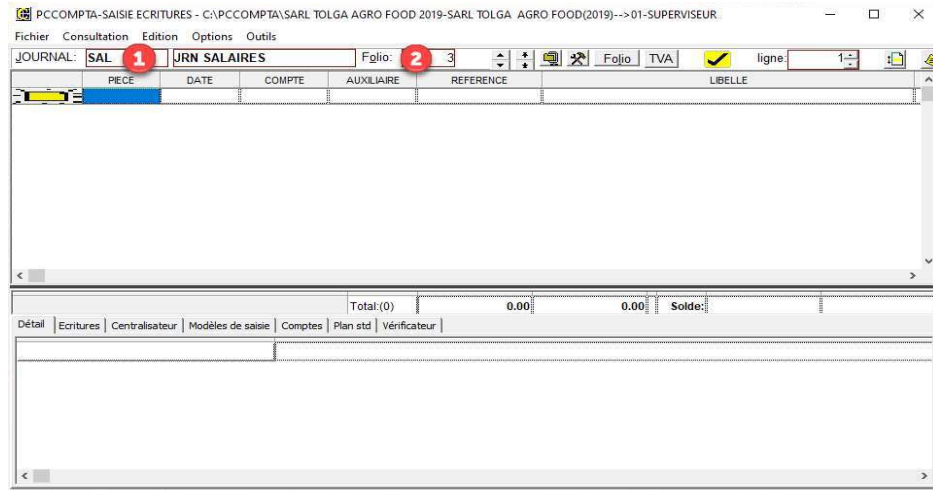 PCCOMPTA-SAISIE ECRITURES - C:\PCCOMPTA\SARL TOLGA AGRO FOOD 2019-SARL TOLGA AGRO FOOD(2019)-->01-SUPERVISEUR
Fichier Consultation Edition Options Outils
JOURNAL: SAL 1 JRN SALAIRES Folio: 2 3 Folio TVA ligne: 1
PIECE DATE COMPTE AUXILIAIRE REFERENCE LIBELLE
Total:(0) 0.00 0.00 Solde:
Détail Ecritures Centralisateur Modèles de saisie Comptes Plan std Vérificateur